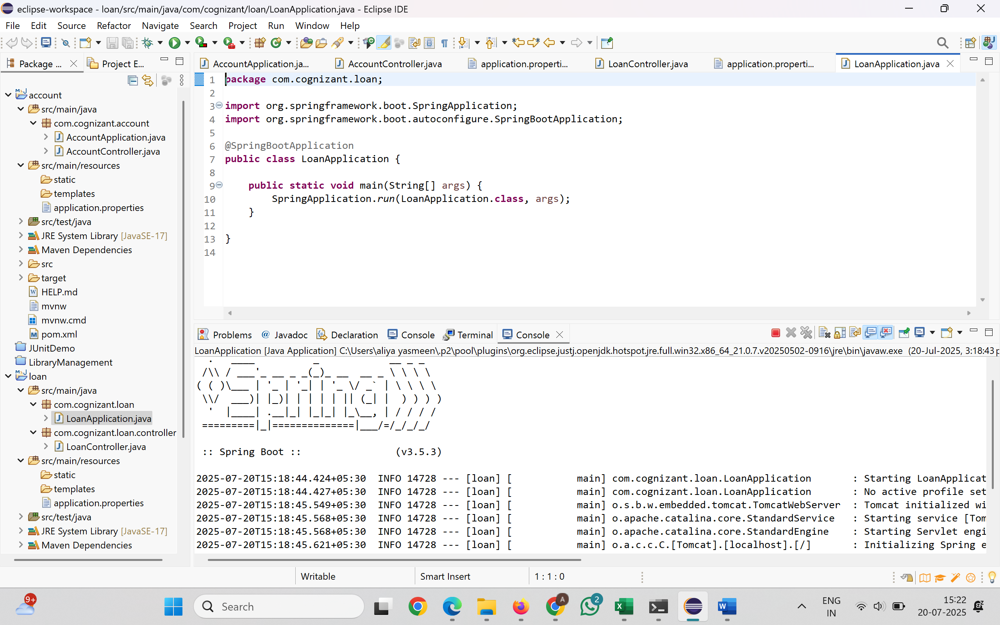 eclipse-workspace - loan/src/main/java/com/cognizant/loan/LoanApplication.java - Eclipse IDE
File Edit Source Refactor Navigate Search Project Run Window Help
Package ... Project E...
account
src/main/java
com.cognizant.account
AccountApplication.java
AccountController.java
src/main/resources
static
templates
application.properties
src/test/java
JRE System Library [JavaSE-17]
Maven Dependencies
src
target
HELP.md
mvnw
mvnw.cmd
pom.xml
JUnitDemo
LibraryManagement
loan
src/main/java
com.cognizant.loan
LoanApplication.java
com.cognizant.loan.controller
LoanController.java
src/main/resources
static
templates
application.properties
src/test/java
JRE System Library [JavaSE-17]
Maven Dependencies
AccountApplication.ja... AccountController.java application.properti... LoanController.java application.properti... LoanApplication.java
1 package com.cognizant.loan;
2
3 import org.springframework.boot.SpringApplication;
4 import org.springframework.boot.autoconfigure.SpringBootApplication;
5
6 @SpringBootApplication
7 public class LoanApplication {
8
9 public static void main(String[] args) {
10 SpringApplication.run(LoanApplication.class, args);
11 }
12
13 }
14
Problems Javadoc Declaration Console Terminal Console
LoanApplication [Java Application] C:\Users\aliya yasmeen\.p2\pool\plugins\org.eclipse.justj.openjdk.hotspot.jre.full.win32.x86_64_21.0.7.v20250502-0916\jre\bin\javaw.exe (20-Jul-2025, 3:18:43 p
:: Spring Boot :: (v3.5.3)
2025-07-20T15:18:44.424+05:30 INFO 14728 --- [loan] [ main] com.cognizant.loan.LoanApplication : Starting LoanApplicat
2025-07-20T15:18:44.427+05:30 INFO 14728 --- [loan] [ main] com.cognizant.loan.LoanApplication : No active profile set
2025-07-20T15:18:45.549+05:30 INFO 14728 --- [loan] [ main] o.s.b.w.embedded.tomcat.TomcatWebServer : Tomcat initialized wi
2025-07-20T15:18:45.568+05:30 INFO 14728 --- [loan] [ main] o.apache.catalina.core.StandardService : Starting service [Tom
2025-07-20T15:18:45.568+05:30 INFO 14728 --- [loan] [ main] o.apache.catalina.core.StandardEngine : Starting Servlet engi
2025-07-20T15:18:45.621+05:30 INFO 14728 --- [loan] [ main] o.a.c.c.C.[Tomcat].[localhost].[/] : Initializing Spring e
Writable Smart Insert 1 : 1 : 0
9+
Search
A
2
ENG
IN
15:22
20-07-2025